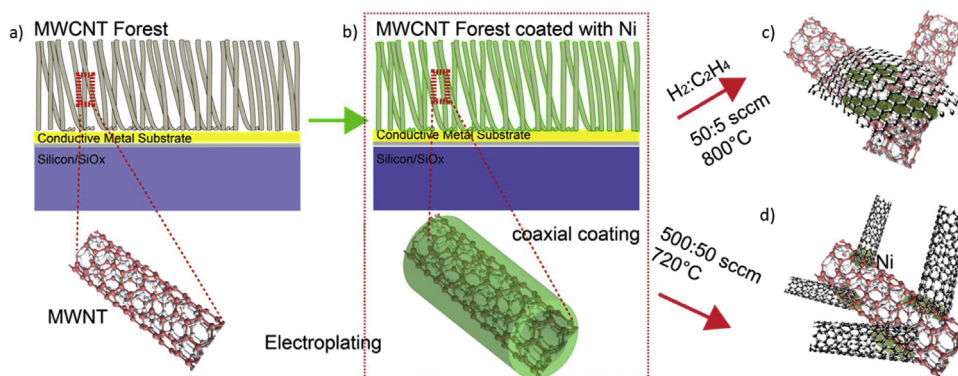 a)
MWCNT Forest
Conductive Metal Substrate
Silicon/SiOx
MWNT
Electroplating
b)
MWCNT Forest coated with Ni
Conductive Metal Substrate
Silicon/SiOx
coaxial coating
H₂:C₂H₄
50:5 sccm
800°C
500:50 sccm
720°C
c)
d)
Ni